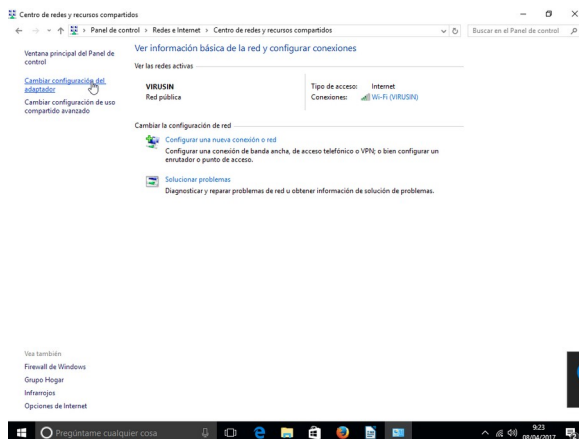 Centro de redes y recursos compartidos
Panel de control > Redes e Internet > Centro de redes y recursos compartidos
Buscar en el Panel de control
Ventana principal del Panel de
control
Cambiar configuración del
adaptador
Cambiar configuración de uso
compartido avanzado
Ver información básica de la red y configurar conexiones
Ver las redes activas
VIRUSIN
Red pública
Tipo de acceso: Internet
Conexiones: Wi-Fi (VIRUSIN)
Cambiar la configuración de red
Configurar una nueva conexión o red
Configurar una conexión de banda ancha, de acceso telefónico o VPN; o bien configurar un
enrutador o punto de acceso.
Solucionar problemas
Diagnosticar y reparar problemas de red u obtener información de solución de problemas.
Vea también
Firewall de Windows
Grupo Hogar
Infrarrojos
Opciones de Internet
Pregúntame cualquier cosa
9:23
08/04/2017